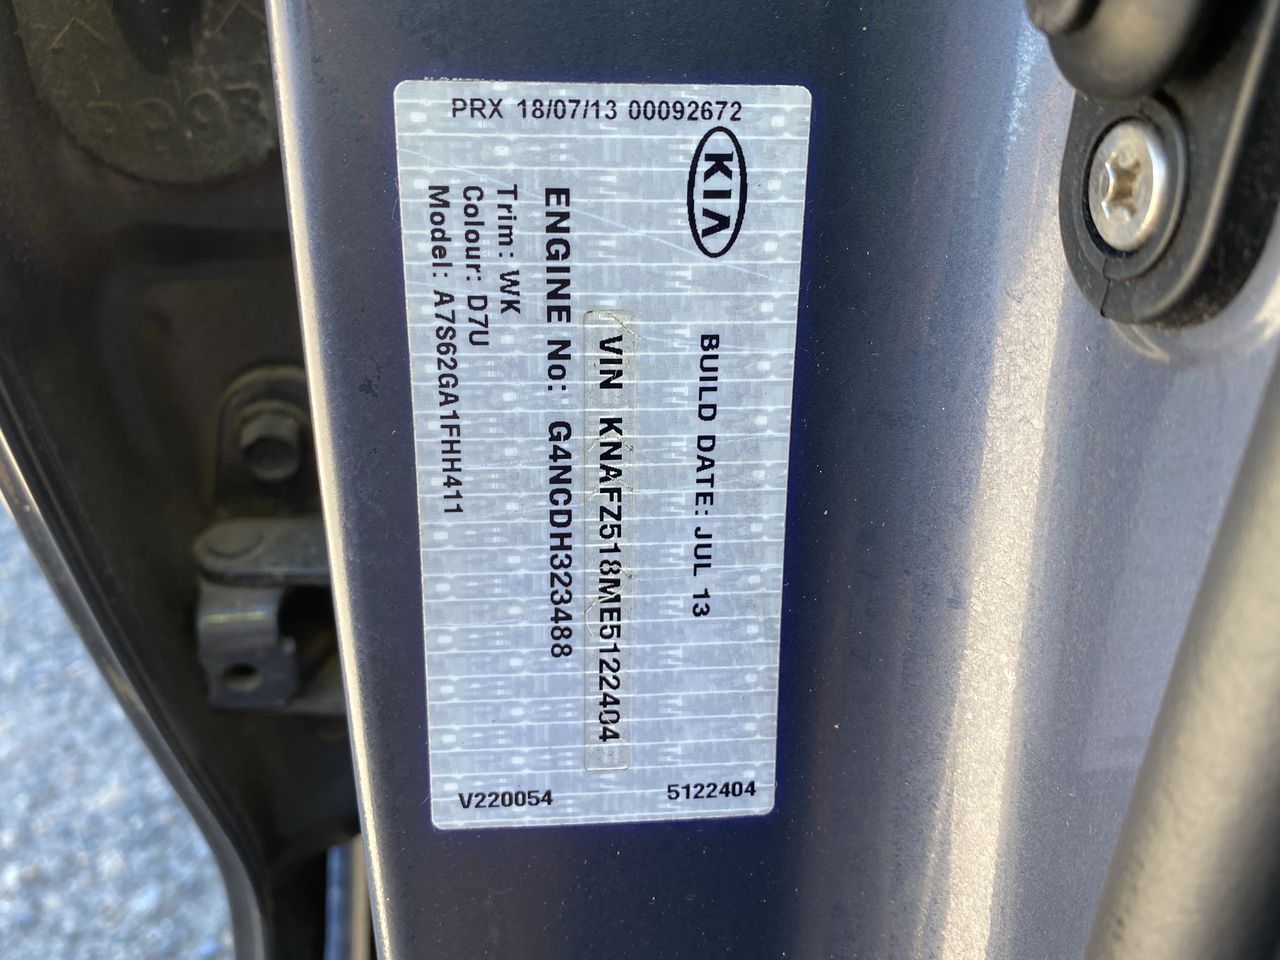 PRX 18/07/13 00092672
KIA
BUILD DATE: JUL 13
VIN KNAFZ518ME5122404
ENGINE No: G4NCDH323488
Trim: WK
Colour: D7U
Model: A7S62GA1FHH411
V220054
5122404